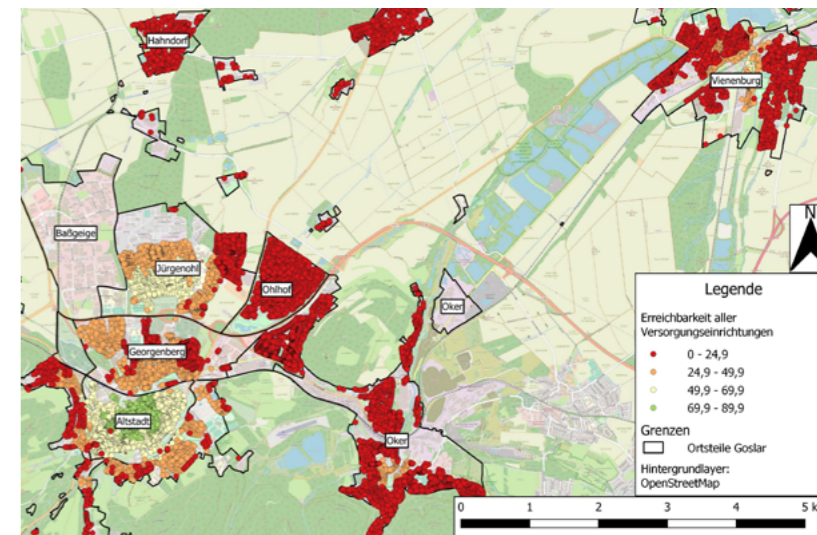 Hahndorf
Vienenburg
Baßgeige
Jürgenohl
Ohlhof
Oker
Georgenberg
Altstadt
Oker
N
Legende
Erreichbarkeit aller
Versorgungseinrichtungen
0 - 24,9
24,9 - 49,9
49,9 - 69,9
69,9 - 89,9
Grenzen
Ortsteile Goslar
Hintergrundlayer:
OpenStreetMap
0 1 2 3 4 5 k